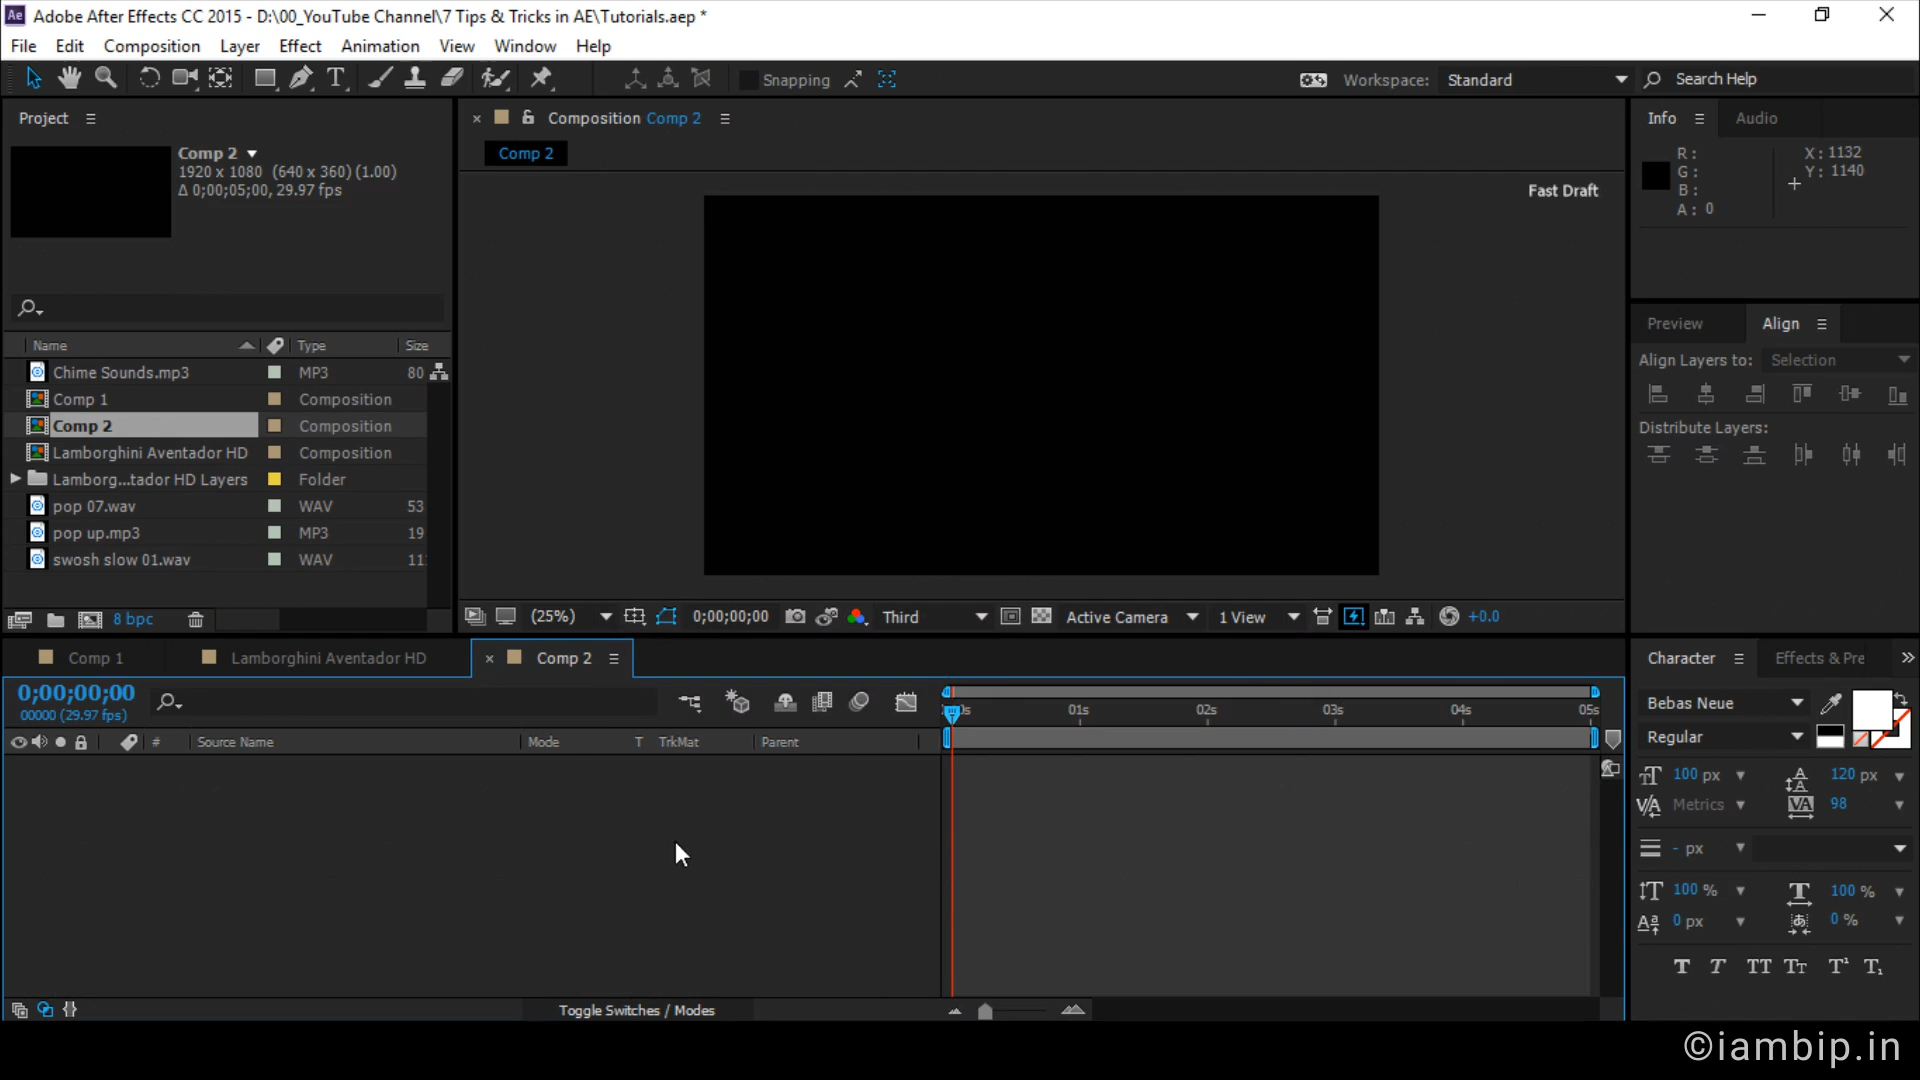 Ae Adobe After Effects CC 2015 - D:\00_YouTube Channel\7 Tips & Tricks in AE\Tutorials.aep *
File Edit Composition Layer Effect Animation View Window Help
Snapping Workspace: Standard Search Help
Project
Comp 2
1920 x 1080 (640 x 360) (1.00)
Δ 0;00;05;00, 29.97 fps
Name Type Size
Chime Sounds.mp3 MP3 80
Comp 1 Composition
Comp 2 Composition
Lamborghini Aventador HD Composition
Lamborg...tador HD Layers Folder
pop 07.wav WAV 53
pop up.mp3 MP3 19
swosh slow 01.wav WAV 11
8 bpc
Composition Comp 2
Comp 2
Fast Draft
(25%) 0;00;00;00 Third Active Camera 1 View +0.0
Info Audio
R: X: 1132
G: Y: 1140
B:
A: 0
Preview Align
Align Layers to: Selection
Distribute Layers:
Comp 1 Lamborghini Aventador HD Comp 2
0;00;00;00
00000 (29.97 fps)
# Source Name Mode T TrkMat Parent
0s 01s 02s 03s 04s 05s
Toggle Switches / Modes
Character Effects & Pre
Bebas Neue
Regular
100 px 120 px
Metrics 98
- px
100 % 100 %
0 px 0 %
T T TT Tt T¹ T₁
©iambip.in